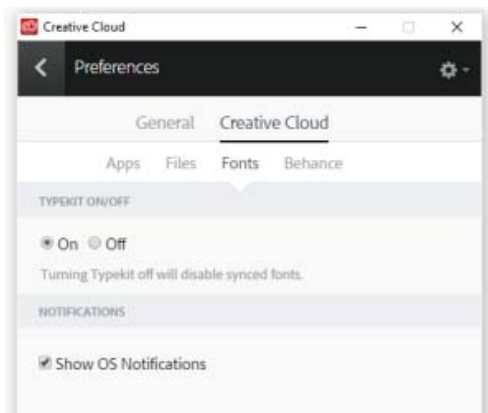 Creative Cloud
Preferences
General Creative Cloud
Apps Files Fonts Behance
TYPEKIT ON/OFF
On Off
Turning Typekit off will disable synced fonts.
NOTIFICATIONS
Show OS Notifications